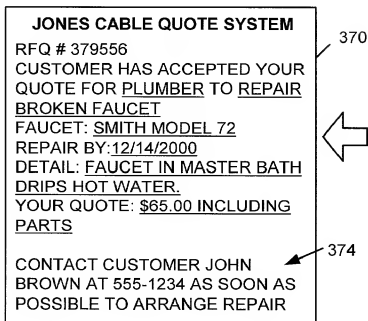 JONES CABLE QUOTE SYSTEM
RFQ # 379556
CUSTOMER HAS ACCEPTED YOUR
QUOTE FOR PLUMBER TO REPAIR
BROKEN FAUCET
FAUCET: SMITH MODEL 72
REPAIR BY:12/14/2000
DETAIL: FAUCET IN MASTER BATH
DRIPS HOT WATER.
YOUR QUOTE: $65.00 INCLUDING
PARTS
CONTACT CUSTOMER JOHN
BROWN AT 555-1234 AS SOON AS
POSSIBLE TO ARRANGE REPAIR
370
374